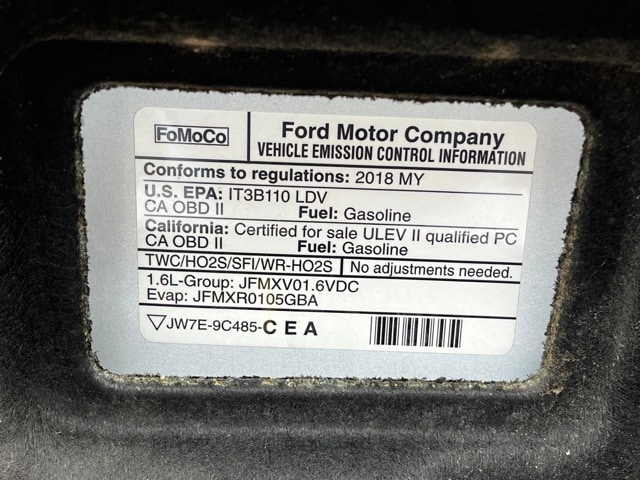 FoMoCo
Ford Motor Company
VEHICLE EMISSION CONTROL INFORMATION
Conforms to regulations: 2018 MY
U.S. EPA: IT3B110 LDV
CA OBD II Fuel: Gasoline
California: Certified for sale ULEV II qualified PC
CA OBD II Fuel: Gasoline
TWC/HO2S/SFI/WR-HO2S No adjustments needed.
1.6L-Group: JFMXV01.6VDC
Evap: JFMXR0105GBA
▽JW7E-9C485-C E A